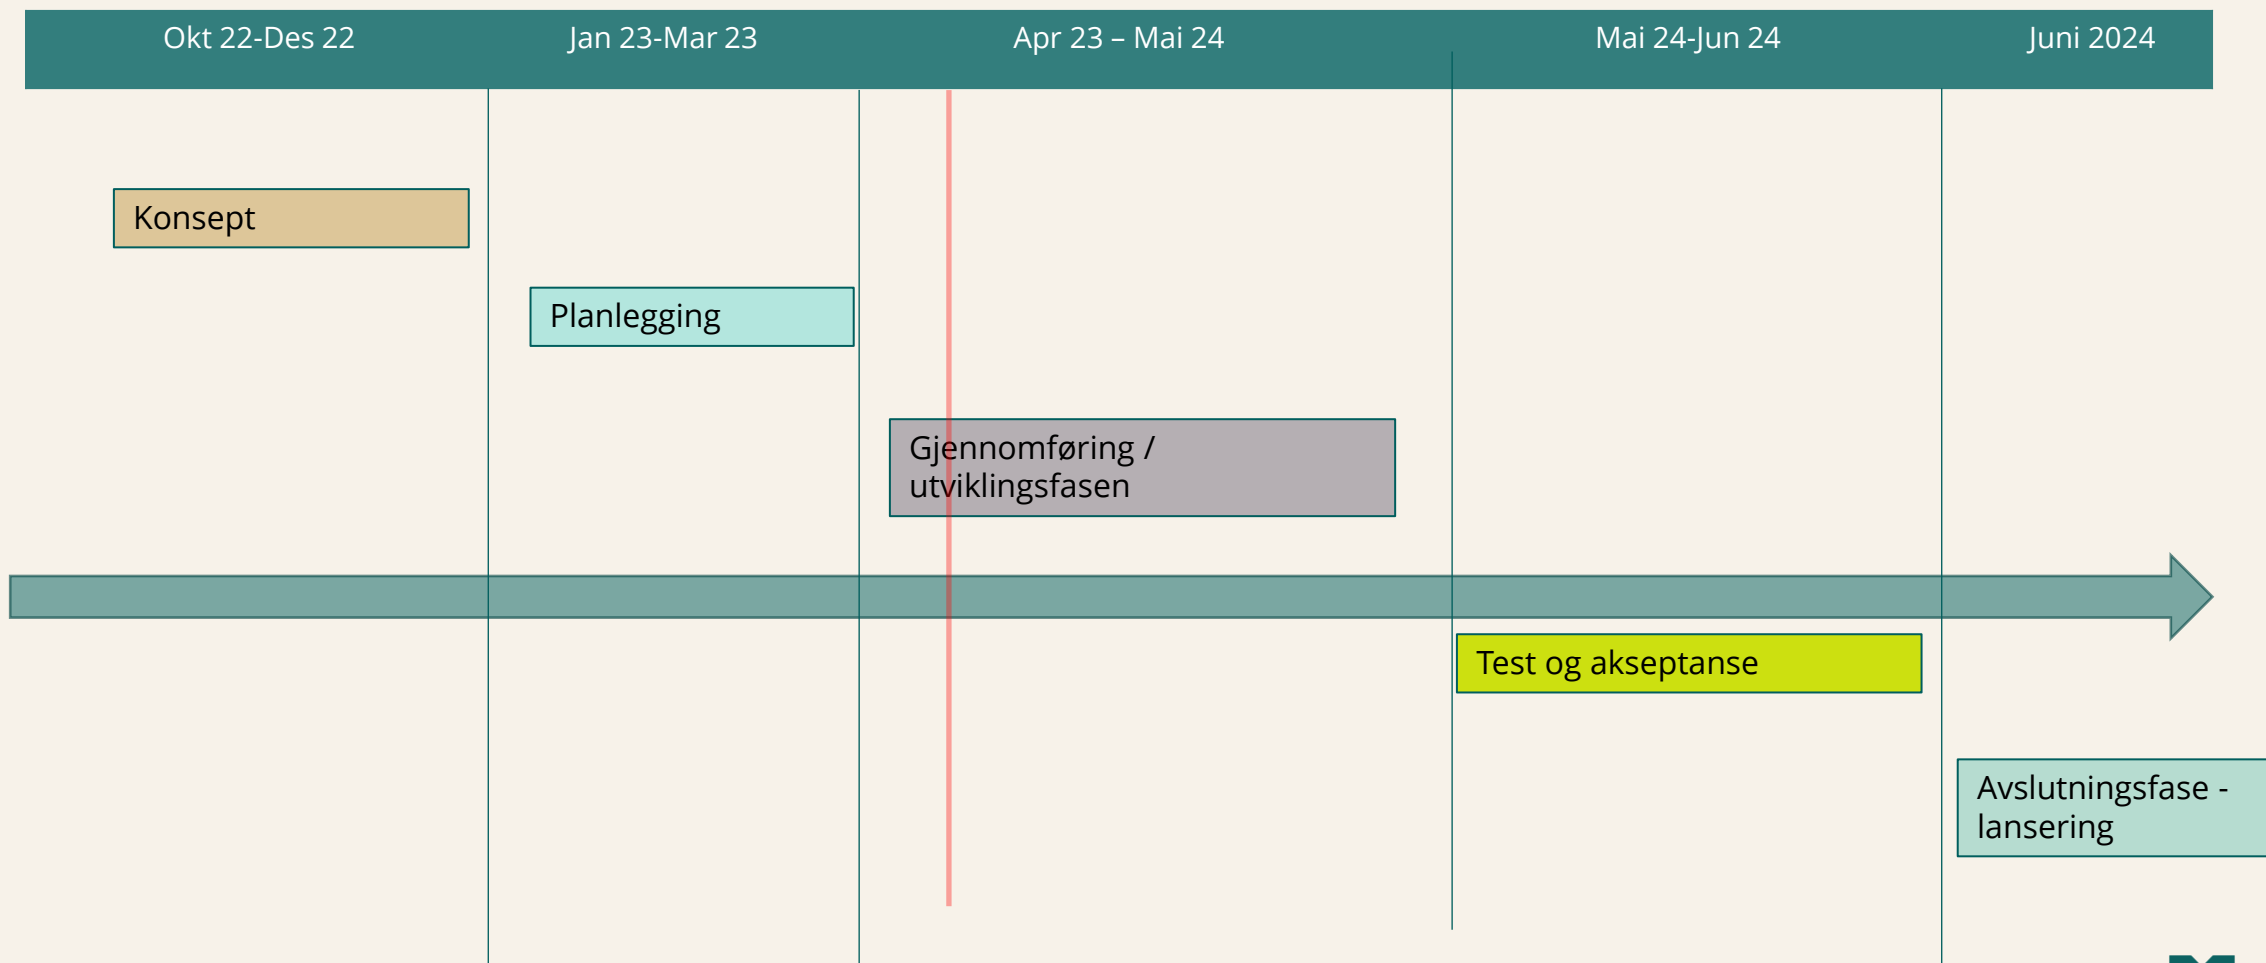 Okt 22-Des 22
Jan 23-Mar 23
Apr 23 – Mai 24
Mai 24-Jun 24
Juni 2024
Konsept
Planlegging
Gjennomføring /
utviklingsfasen
Test og akseptanse
Avslutningsfase -
lansering